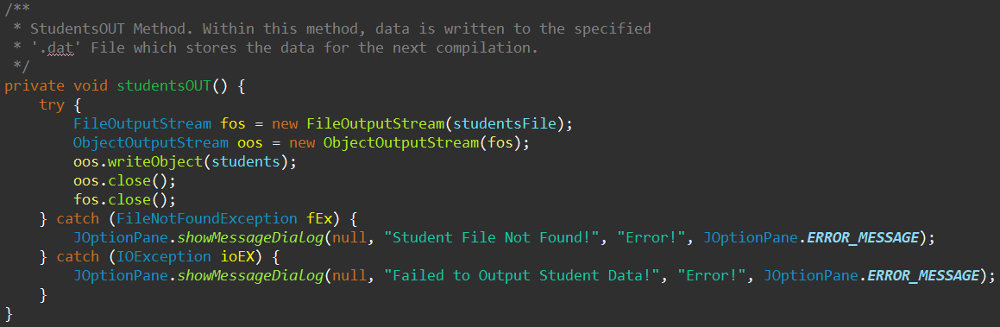 /**
 * StudentsOUT Method. Within this method, data is written to the specified
 * '.dat' File which stores the data for the next compilation.
 */
private void studentsOUT() {
    try {
        FileOutputStream fos = new FileOutputStream(studentsFile);
        ObjectOutputStream oos = new ObjectOutputStream(fos);
        oos.writeObject(students);
        oos.close();
        fos.close();
    } catch (FileNotFoundException fEx) {
        JOptionPane.showMessageDialog(null, "Student File Not Found!", "Error!", JOptionPane.ERROR_MESSAGE);
    } catch (IOException ioEX) {
        JOptionPane.showMessageDialog(null, "Failed to Output Student Data!", "Error!", JOptionPane.ERROR_MESSAGE);
    }
}